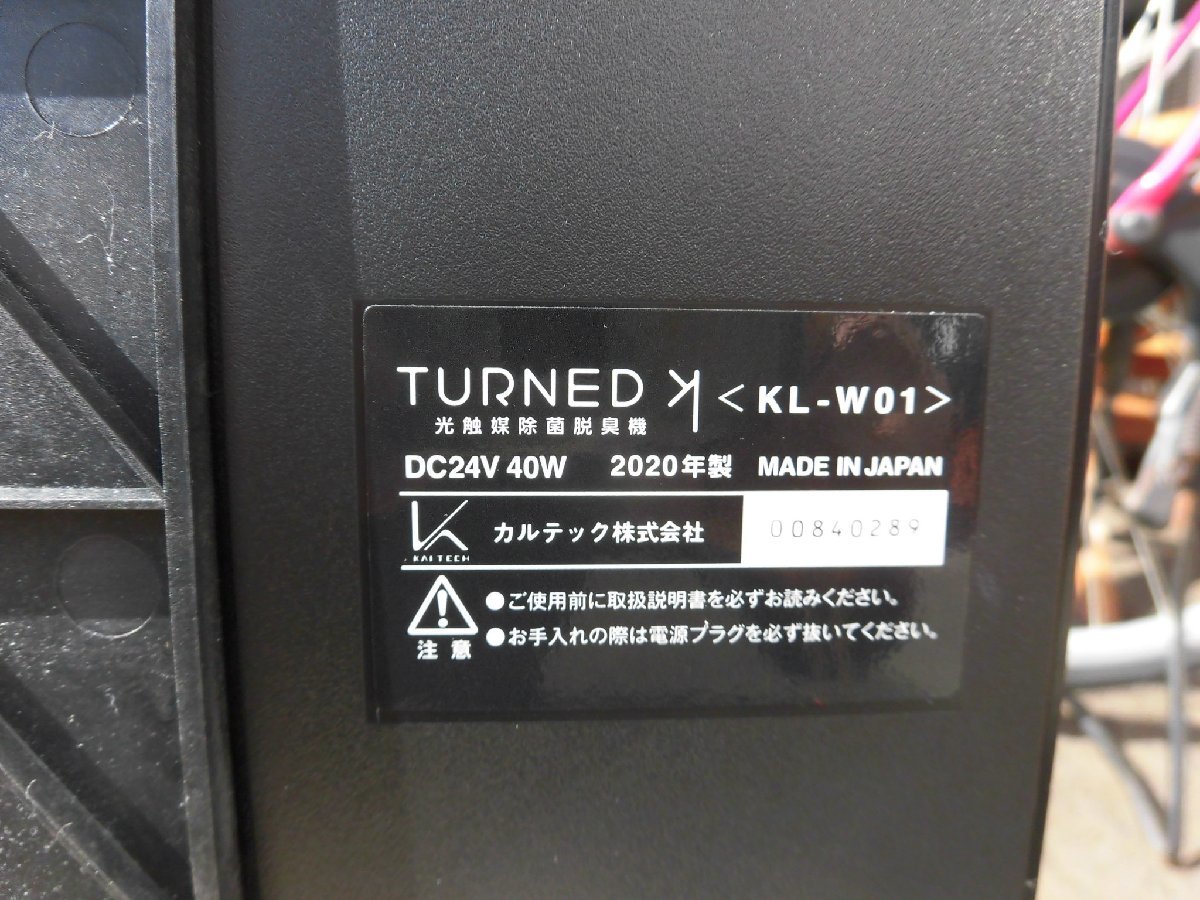 TURNED K <KL-W01>
光触媒除菌脱臭機
DC24V 40W 2020年製 MADE IN JAPAN
KALTECH カルテック株式会社 00840289
注意
●ご使用前に取扱説明書を必ずお読みください。
●お手入れの際は電源プラグを必ず抜いてください。